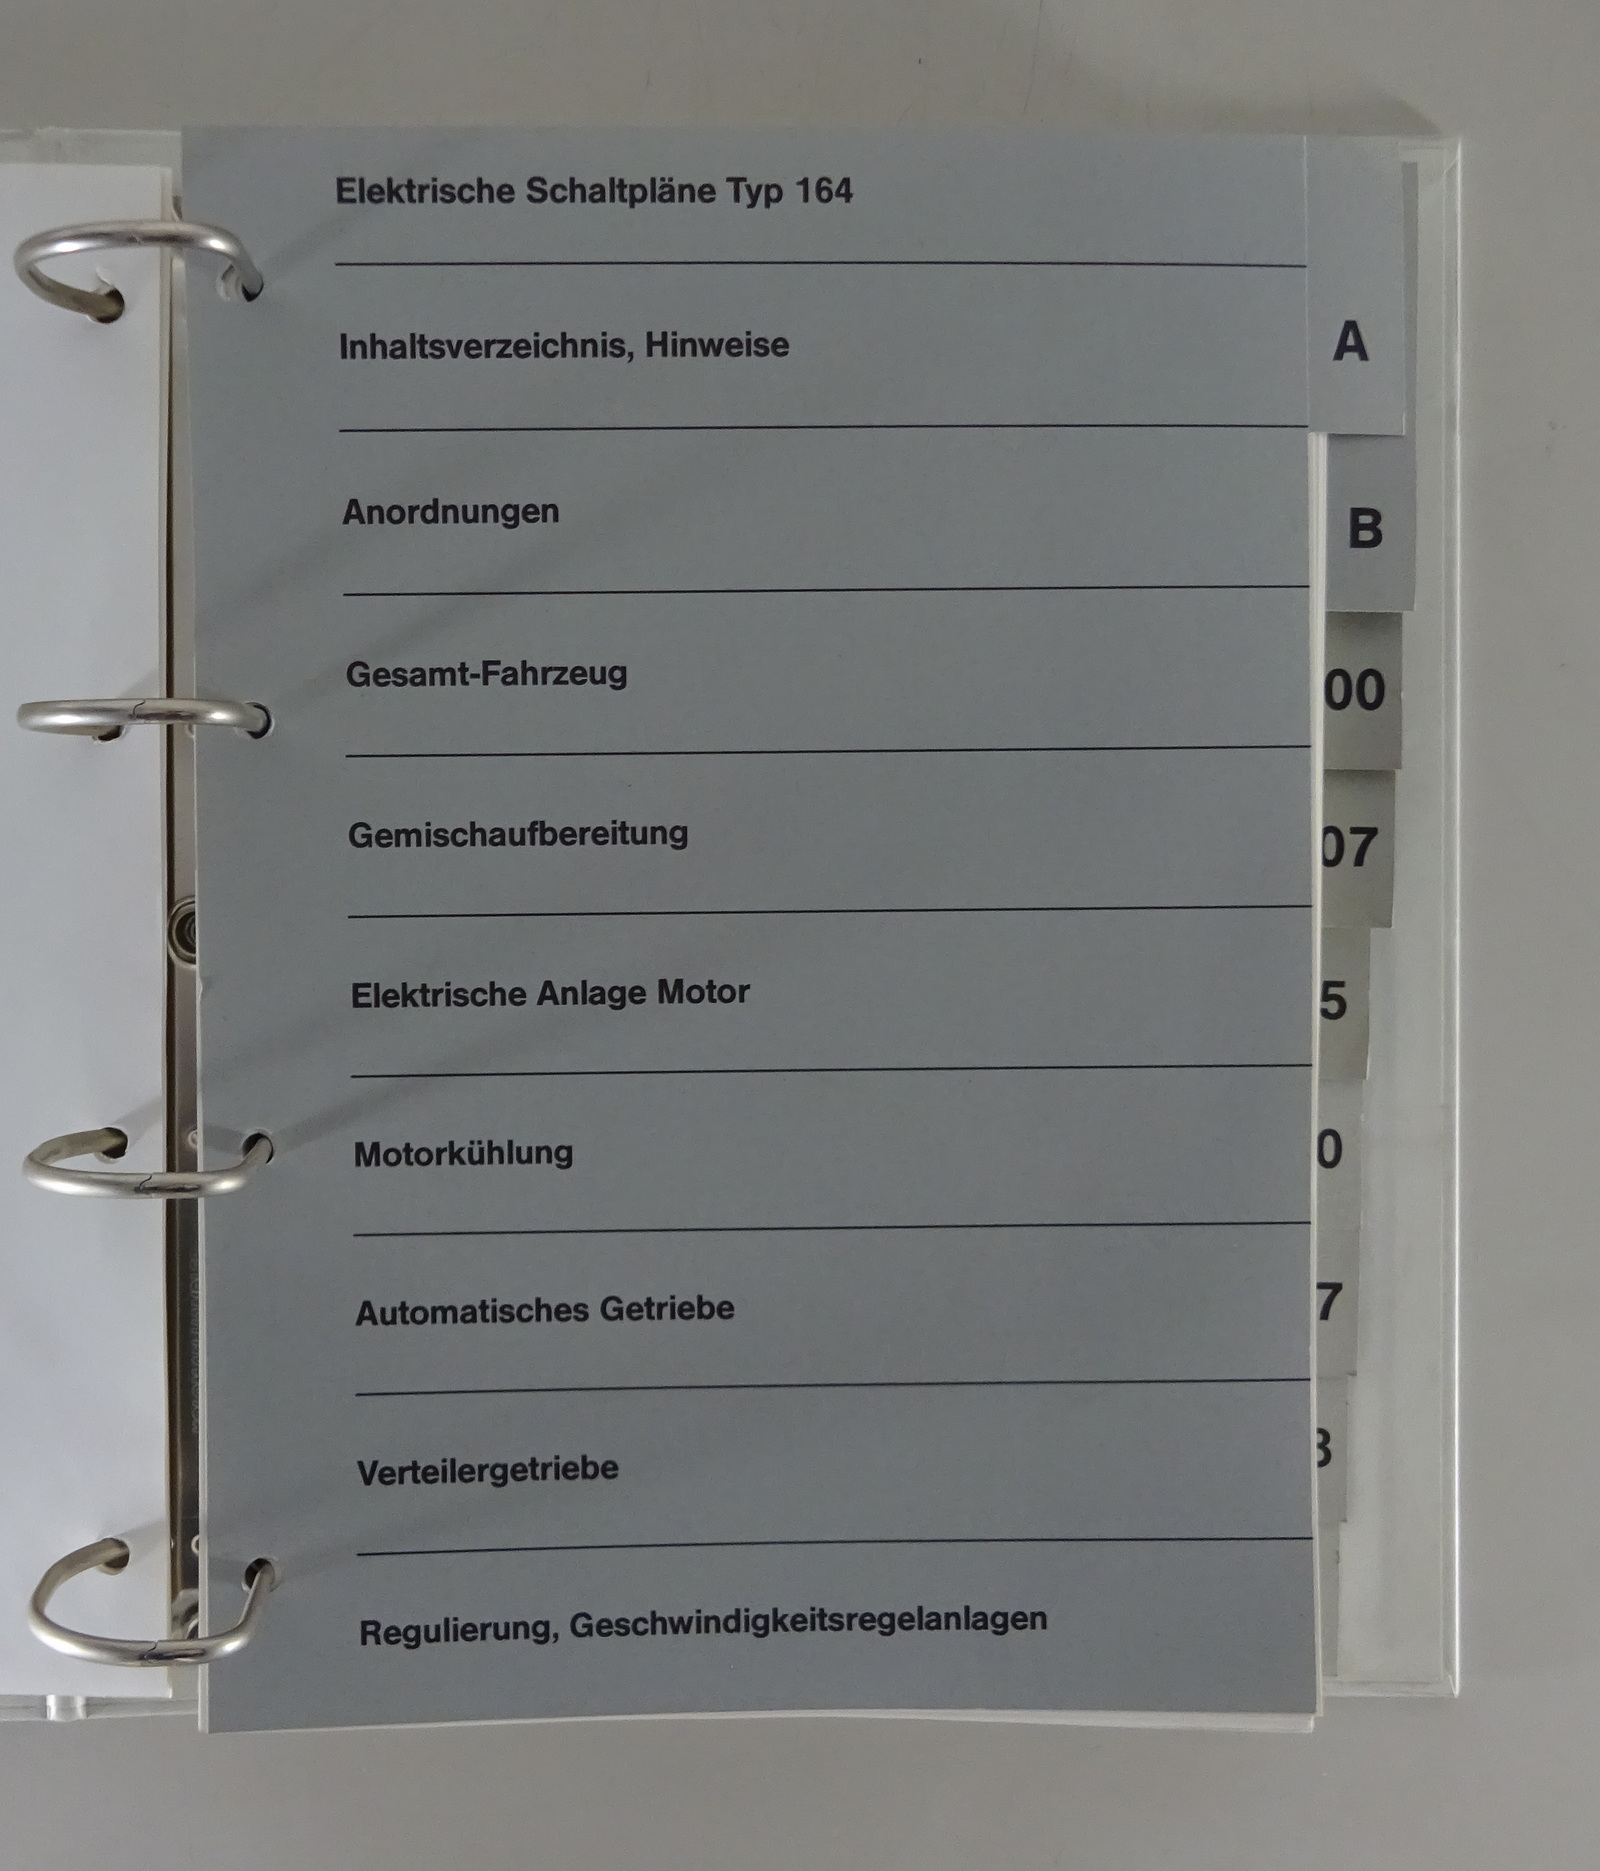 Elektrische Schaltpläne Typ 164
Inhaltsverzeichnis, Hinweise
A
Anordnungen
B
Gesamt-Fahrzeug
00
Gemischaufbereitung
07
Elektrische Anlage Motor
5
Motorkühlung
0
Automatisches Getriebe
7
Verteilergetriebe
Regulierung, Geschwindigkeitsregelanlagen